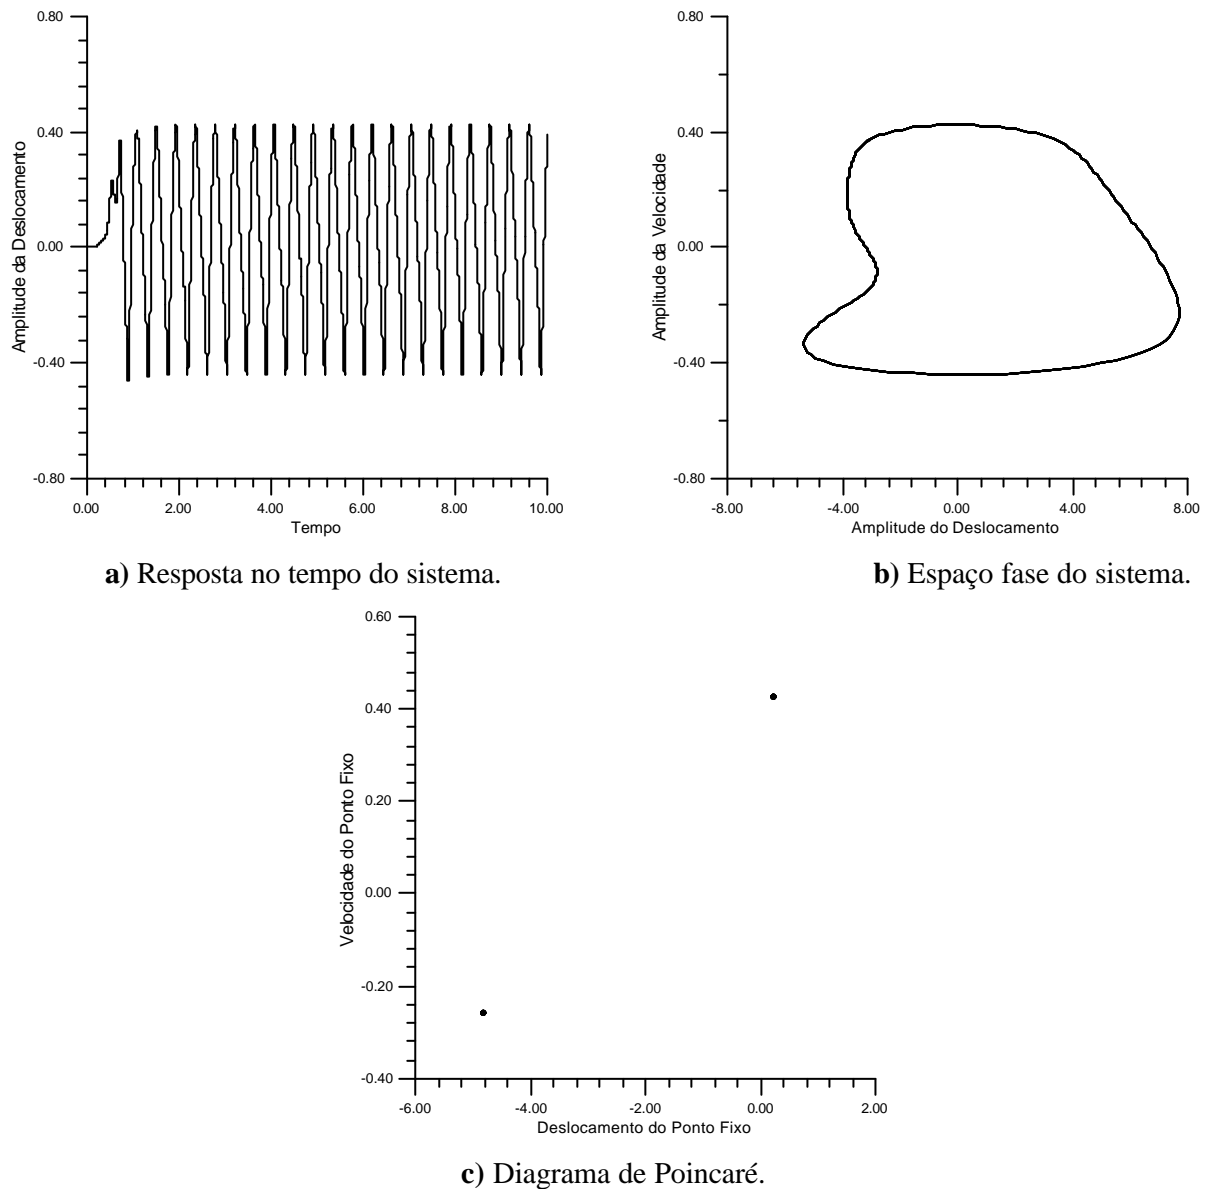 0.80
0.40
0.00
-0.40
-0.80
Amplitude da Deslocamento
0.00 2.00 4.00 6.00 8.00 10.00
Tempo
a) Resposta no tempo do sistema.
0.80
0.40
0.00
-0.40
-0.80
Amplitude da Velocidade
-8.00 -4.00 0.00 4.00 8.00
Amplitude do Deslocamento
b) Espaço fase do sistema.
0.60
0.40
0.20
0.00
-0.20
-0.40
Velocidade do Ponto Fixo
-6.00 -4.00 -2.00 0.00 2.00
Deslocamento do Ponto Fixo
c) Diagrama de Poincaré.